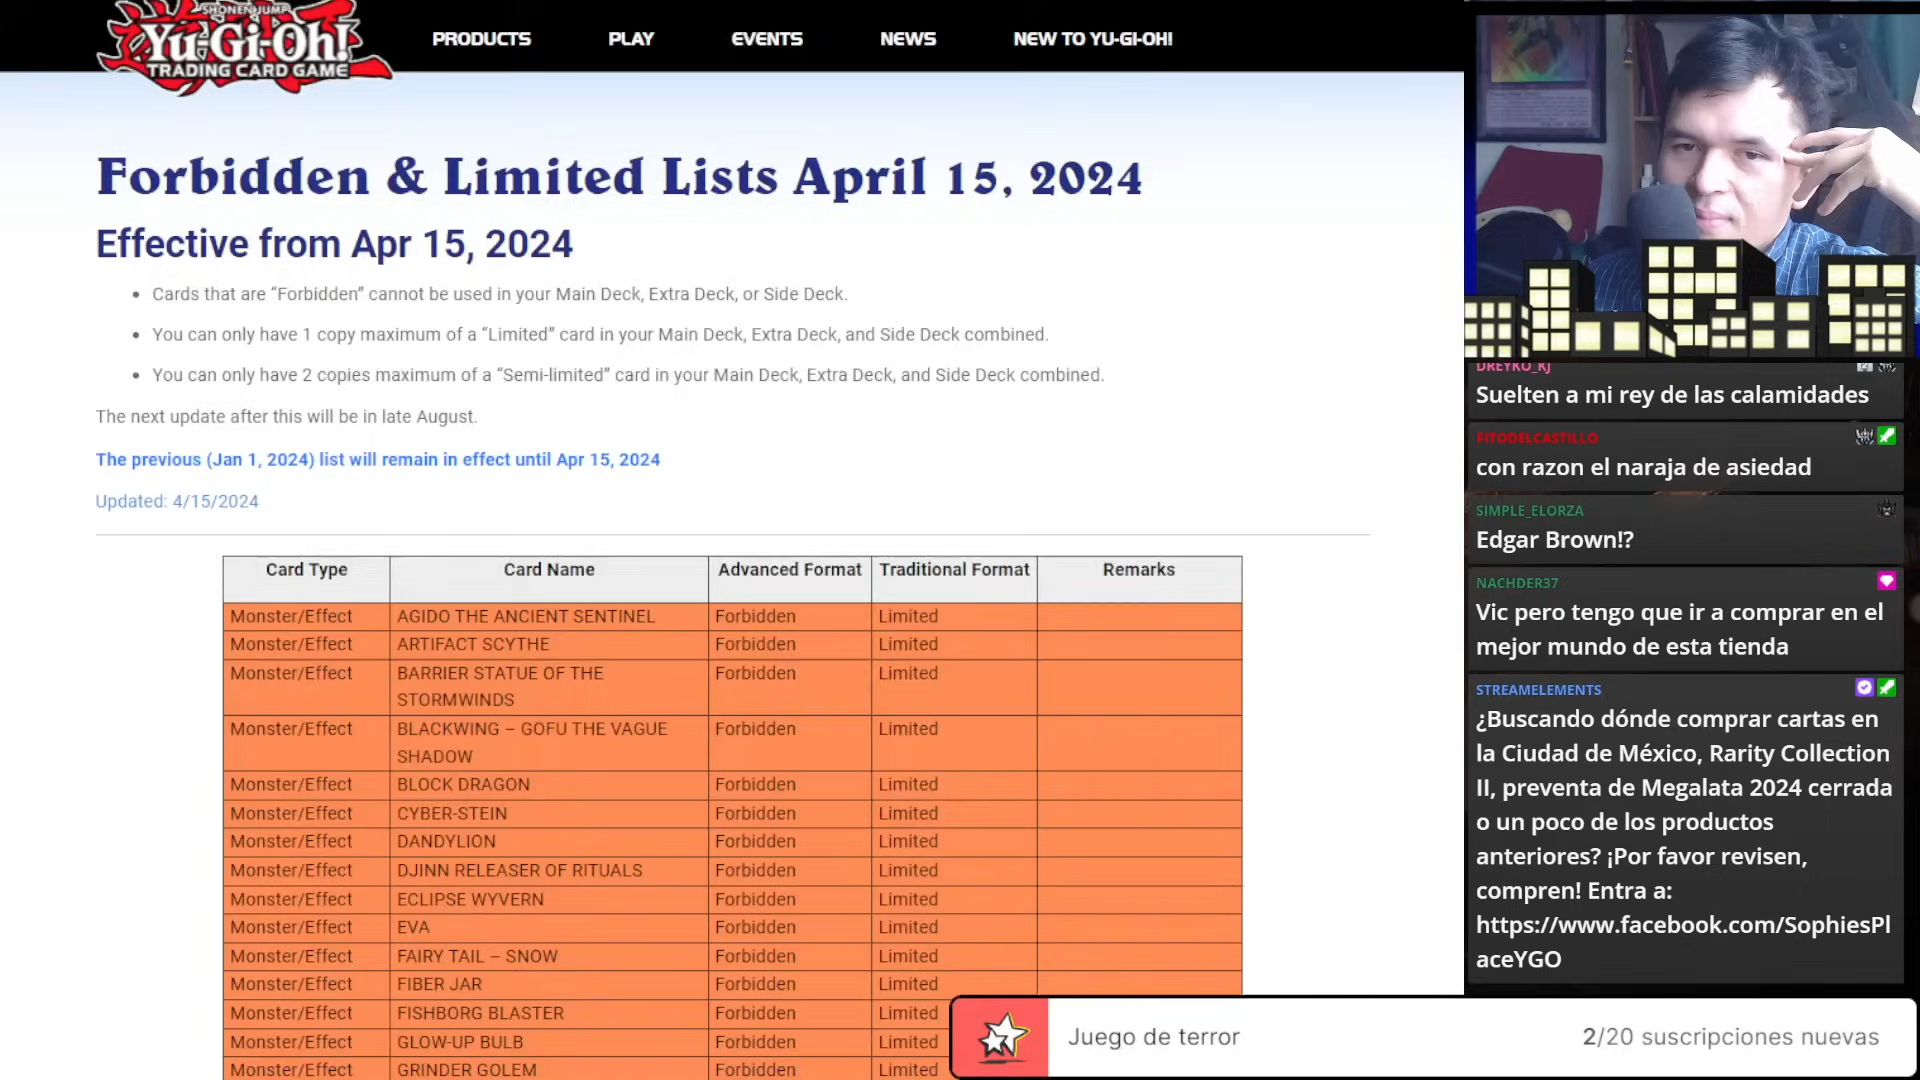 SHONEN JUMP
Yu-Gi-Oh!
TRADING CARD GAME
PRODUCTS PLAY EVENTS NEWS NEW TO YU-GI-OH!
Forbidden & Limited Lists April 15, 2024
Effective from Apr 15, 2024
• Cards that are “Forbidden” cannot be used in your Main Deck, Extra Deck, or Side Deck.
• You can only have 1 copy maximum of a “Limited” card in your Main Deck, Extra Deck, and Side Deck combined.
• You can only have 2 copies maximum of a “Semi-limited” card in your Main Deck, Extra Deck, and Side Deck combined.
The next update after this will be in late August.
The previous (Jan 1, 2024) list will remain in effect until Apr 15, 2024
Updated: 4/15/2024
Card Type Card Name Advanced Format Traditional Format Remarks
Monster/Effect AGIDO THE ANCIENT SENTINEL Forbidden Limited
Monster/Effect ARTIFACT SCYTHE Forbidden Limited
Monster/Effect BARRIER STATUE OF THE Forbidden Limited
STORMWINDS
Monster/Effect BLACKWING – GOFU THE VAGUE Forbidden Limited
SHADOW
Monster/Effect BLOCK DRAGON Forbidden Limited
Monster/Effect CYBER-STEIN Forbidden Limited
Monster/Effect DANDYLION Forbidden Limited
Monster/Effect DJINN RELEASER OF RITUALS Forbidden Limited
Monster/Effect ECLIPSE WYVERN Forbidden Limited
Monster/Effect EVA Forbidden Limited
Monster/Effect FAIRY TAIL – SNOW Forbidden Limited
Monster/Effect FIBER JAR Forbidden Limited
Monster/Effect FISHBORG BLASTER Forbidden Limited
Monster/Effect GLOW-UP BULB Forbidden Limited
Monster/Effect GRINDER GOLEM Forbidden Limited
DREYKO_KJ
Suelten a mi rey de las calamidades
FITODELCASTILLO
con razon el naraja de asiedad
SIMPLE_ELORZA
Edgar Brown!?
NACHDER37
Vic pero tengo que ir a comprar en el
mejor mundo de esta tienda
STREAMELEMENTS
¿Buscando dónde comprar cartas en
la Ciudad de México, Rarity Collection
II, preventa de Megalata 2024 cerrada
o un poco de los productos
anteriores? ¡Por favor revisen,
compren! Entra a:
https://www.facebook.com/SophiesPl
aceYGO
Juego de terror 2/20 suscripciones nuevas